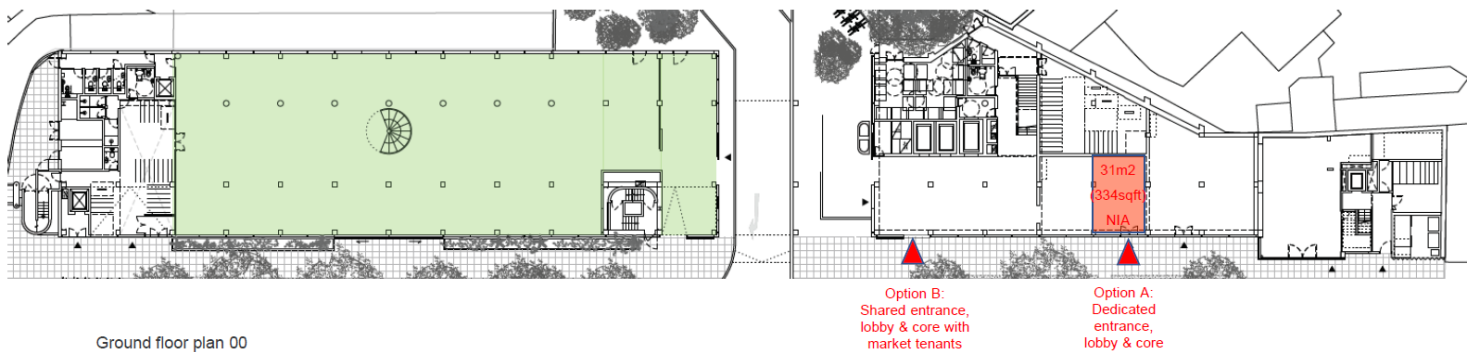 31m2
(334sqft)
NIA
Option B:
Shared entrance,
lobby & core with
market tenants
Option A:
Dedicated
entrance,
lobby & core
Ground floor plan 00